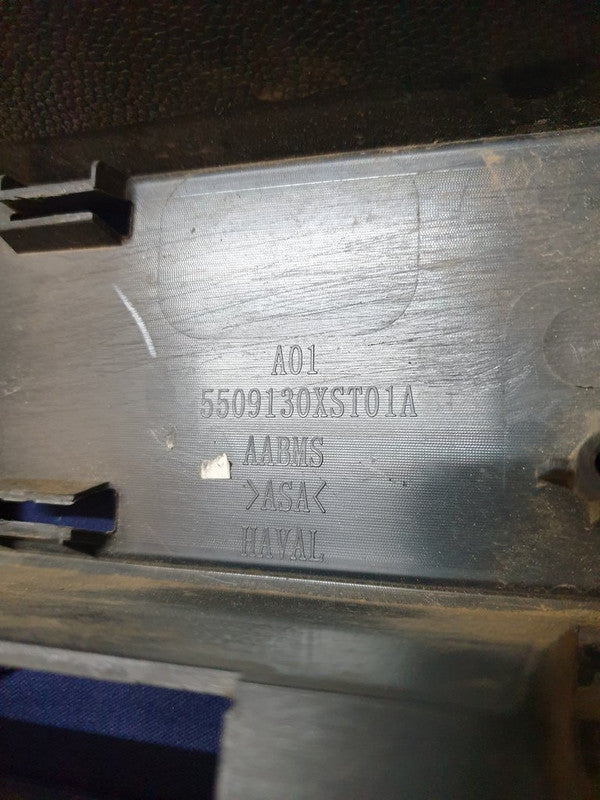 A01
5509130XST01A
AABMS
>ASA<
HAVAL